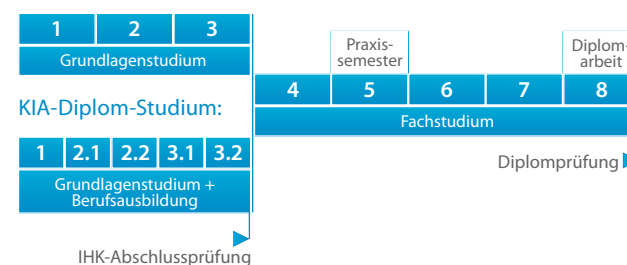 1 2 3
Grundlagenstudium
Praxis-
semester
Diplom-
arbeit
4 5 6 7 8
Fachstudium
KIA-Diplom-Studium:
1 2.1 2.2 3.1 3.2
Grundlagenstudium +
Berufsausbildung
Diplomprüfung
IHK-Abschlussprüfung